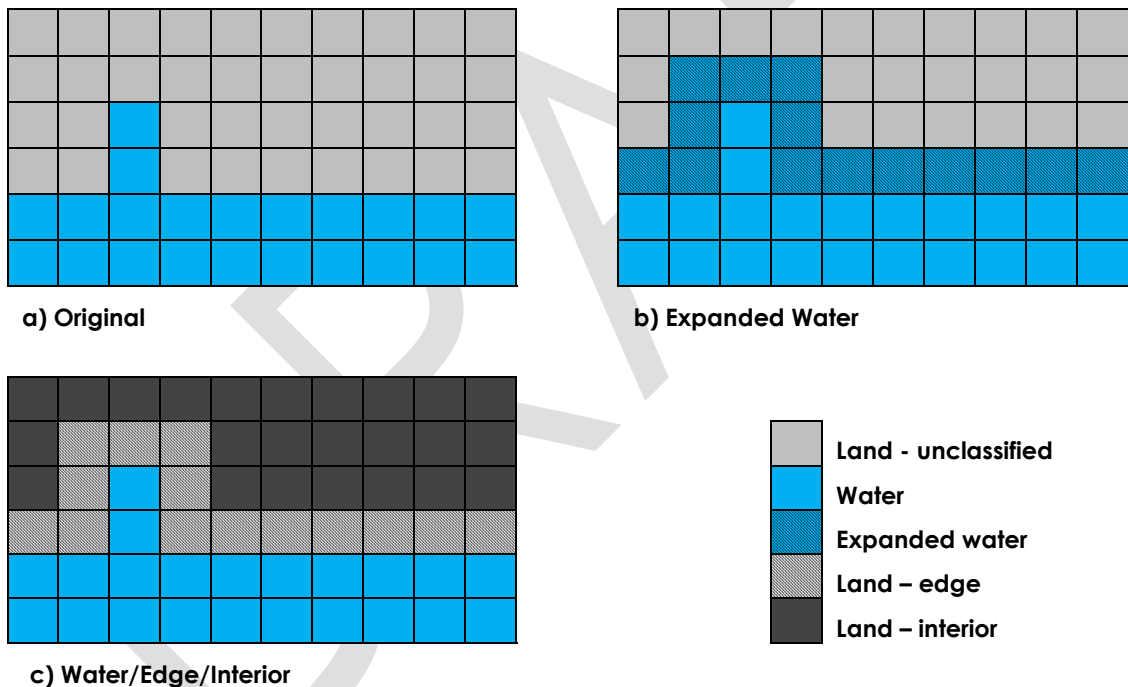 a) Original
b) Expanded Water
Land - unclassified
Water
Expanded water
Land – edge
Land – interior
c) Water/Edge/Interior